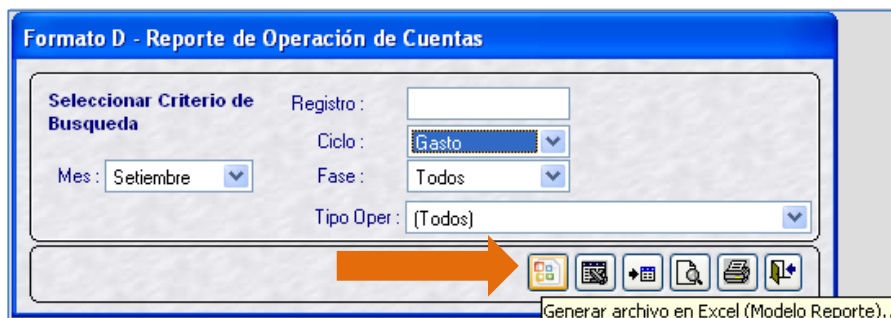 Formato D - Reporte de Operación de Cuentas
Seleccionar Criterio de
Busqueda
Registro :
Ciclo : Gasto
Mes : Setiembre
Fase : Todos
Tipo Oper : (Todos)
Generar archivo en Excel (Modelo Reporte).